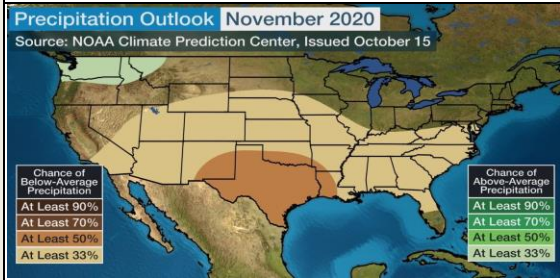 Precipitation Outlook November 2020
Source: NOAA Climate Prediction Center, Issued October 15
Chance of
Below-Average
Precipitation
At Least 90%
At Least 70%
At Least 50%
At Least 33%
Chance of
Above-Average
Precipitation
At Least 90%
At Least 70%
At Least 50%
At Least 33%